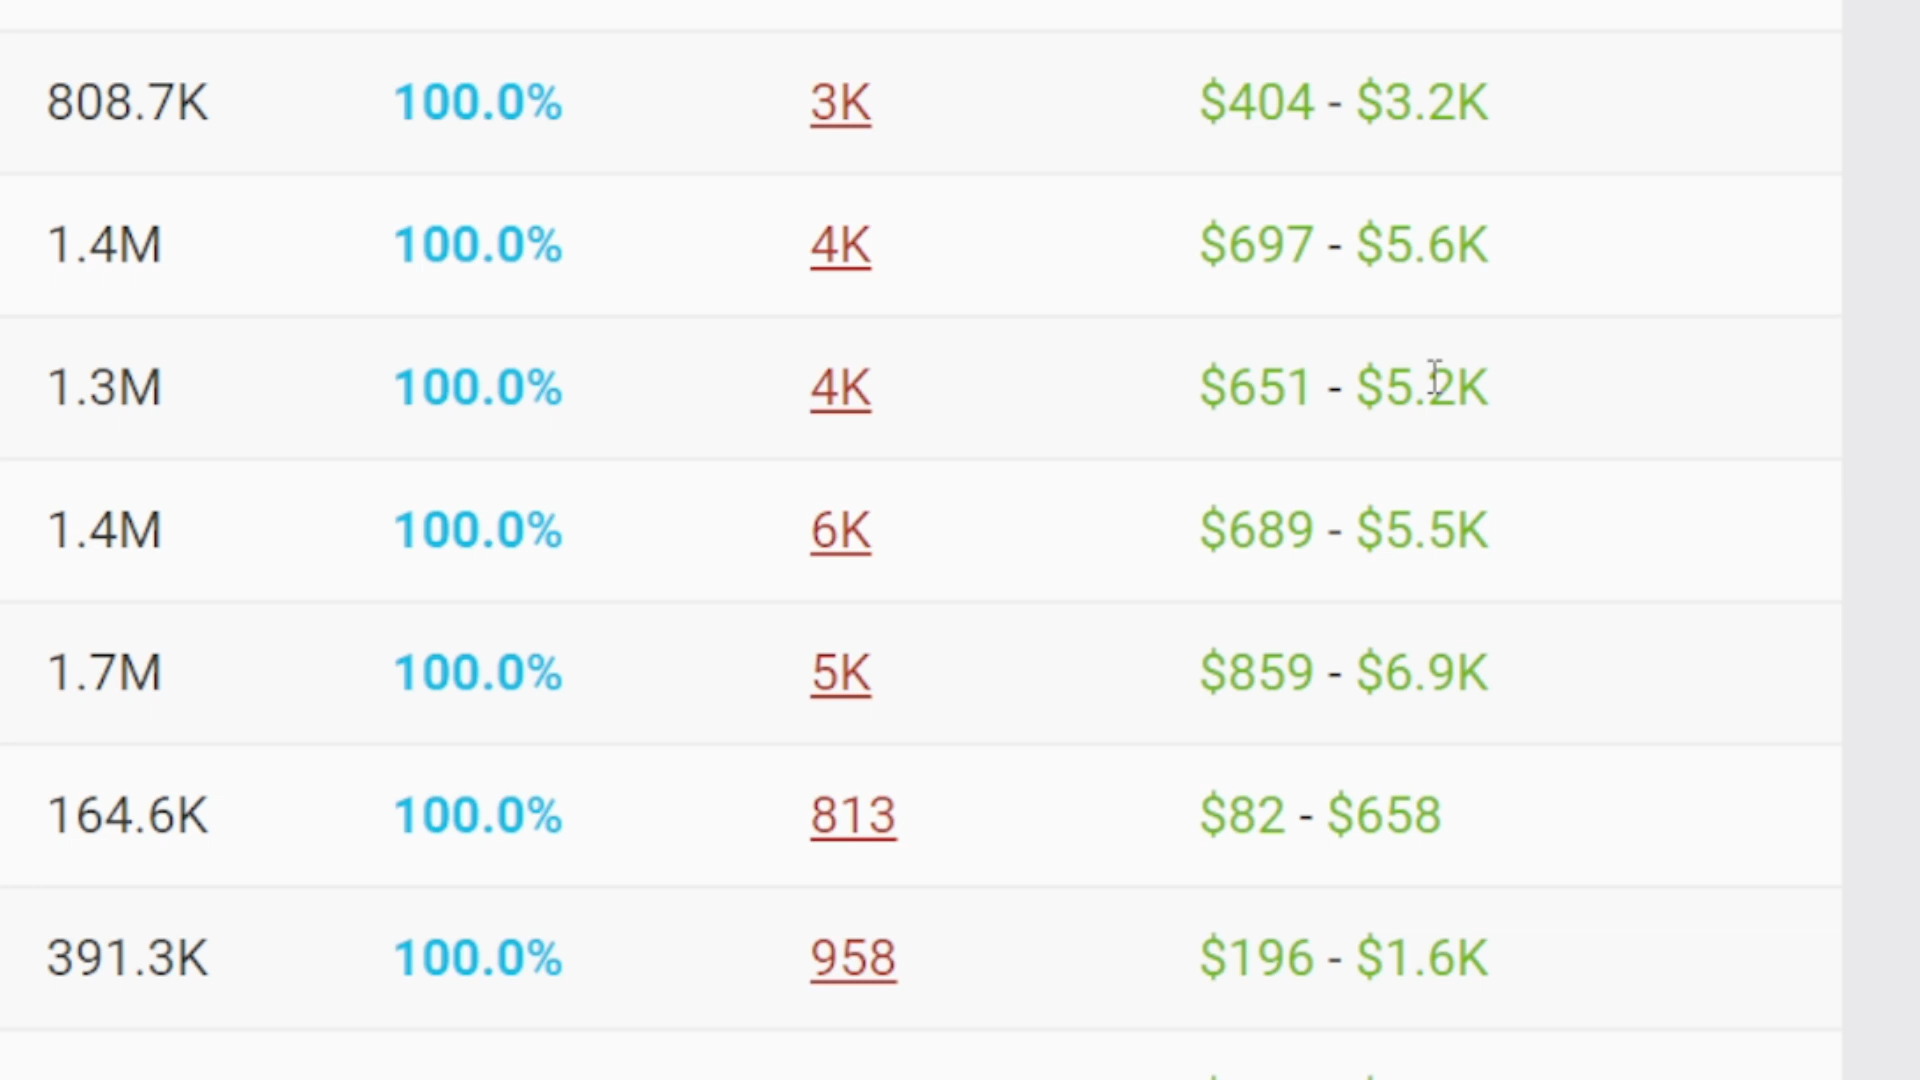 808.7K 100.0% 3K $404 - $3.2K
1.4M 100.0% 4K $697 - $5.6K
1.3M 100.0% 4K $651 - $5.2K
1.4M 100.0% 6K $689 - $5.5K
1.7M 100.0% 5K $859 - $6.9K
164.6K 100.0% 813 $82 - $658
391.3K 100.0% 958 $196 - $1.6K